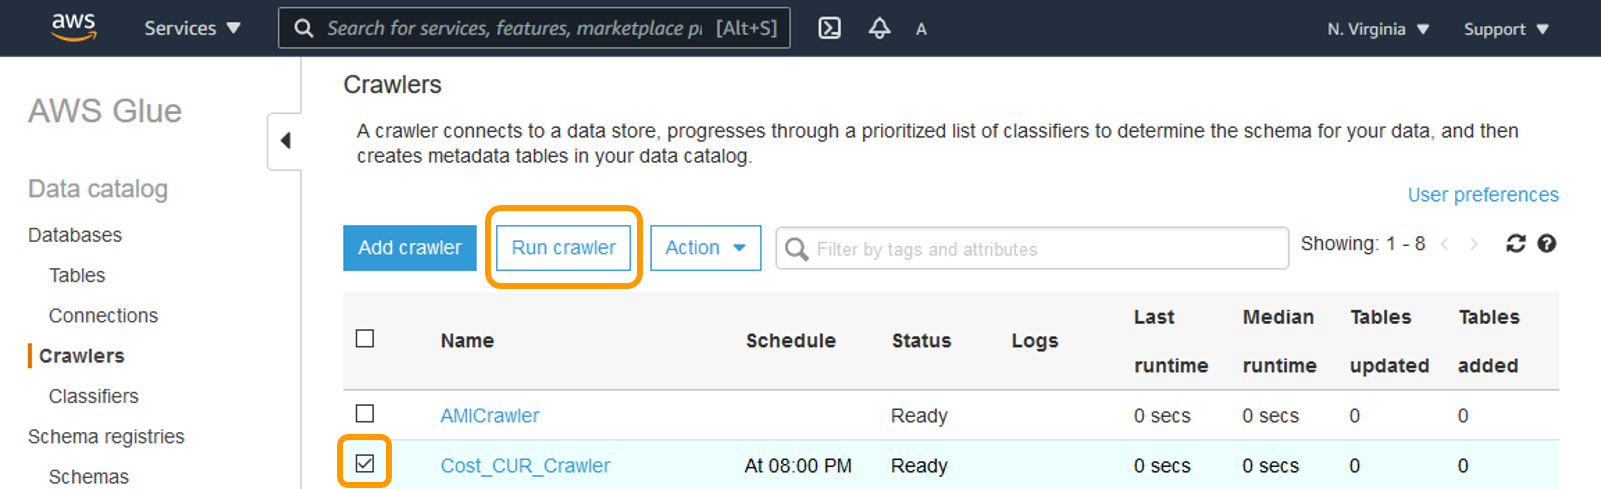 aws Services Search for services, features, marketplace pr [Alt+S] A N. Virginia Support
AWS Glue
Data catalog
Databases
Tables
Connections
Crawlers
Classifiers
Schema registries
Schemas
Crawlers
A crawler connects to a data store, progresses through a prioritized list of classifiers to determine the schema for your data, and then
creates metadata tables in your data catalog.
User preferences
Add crawler Run crawler Action Filter by tags and attributes Showing: 1 - 8
Name Schedule Status Logs Last runtime Median runtime Tables updated Tables added
AMICrawler Ready 0 secs 0 secs 0 0
Cost_CUR_Crawler At 08:00 PM Ready 0 secs 0 secs 0 0